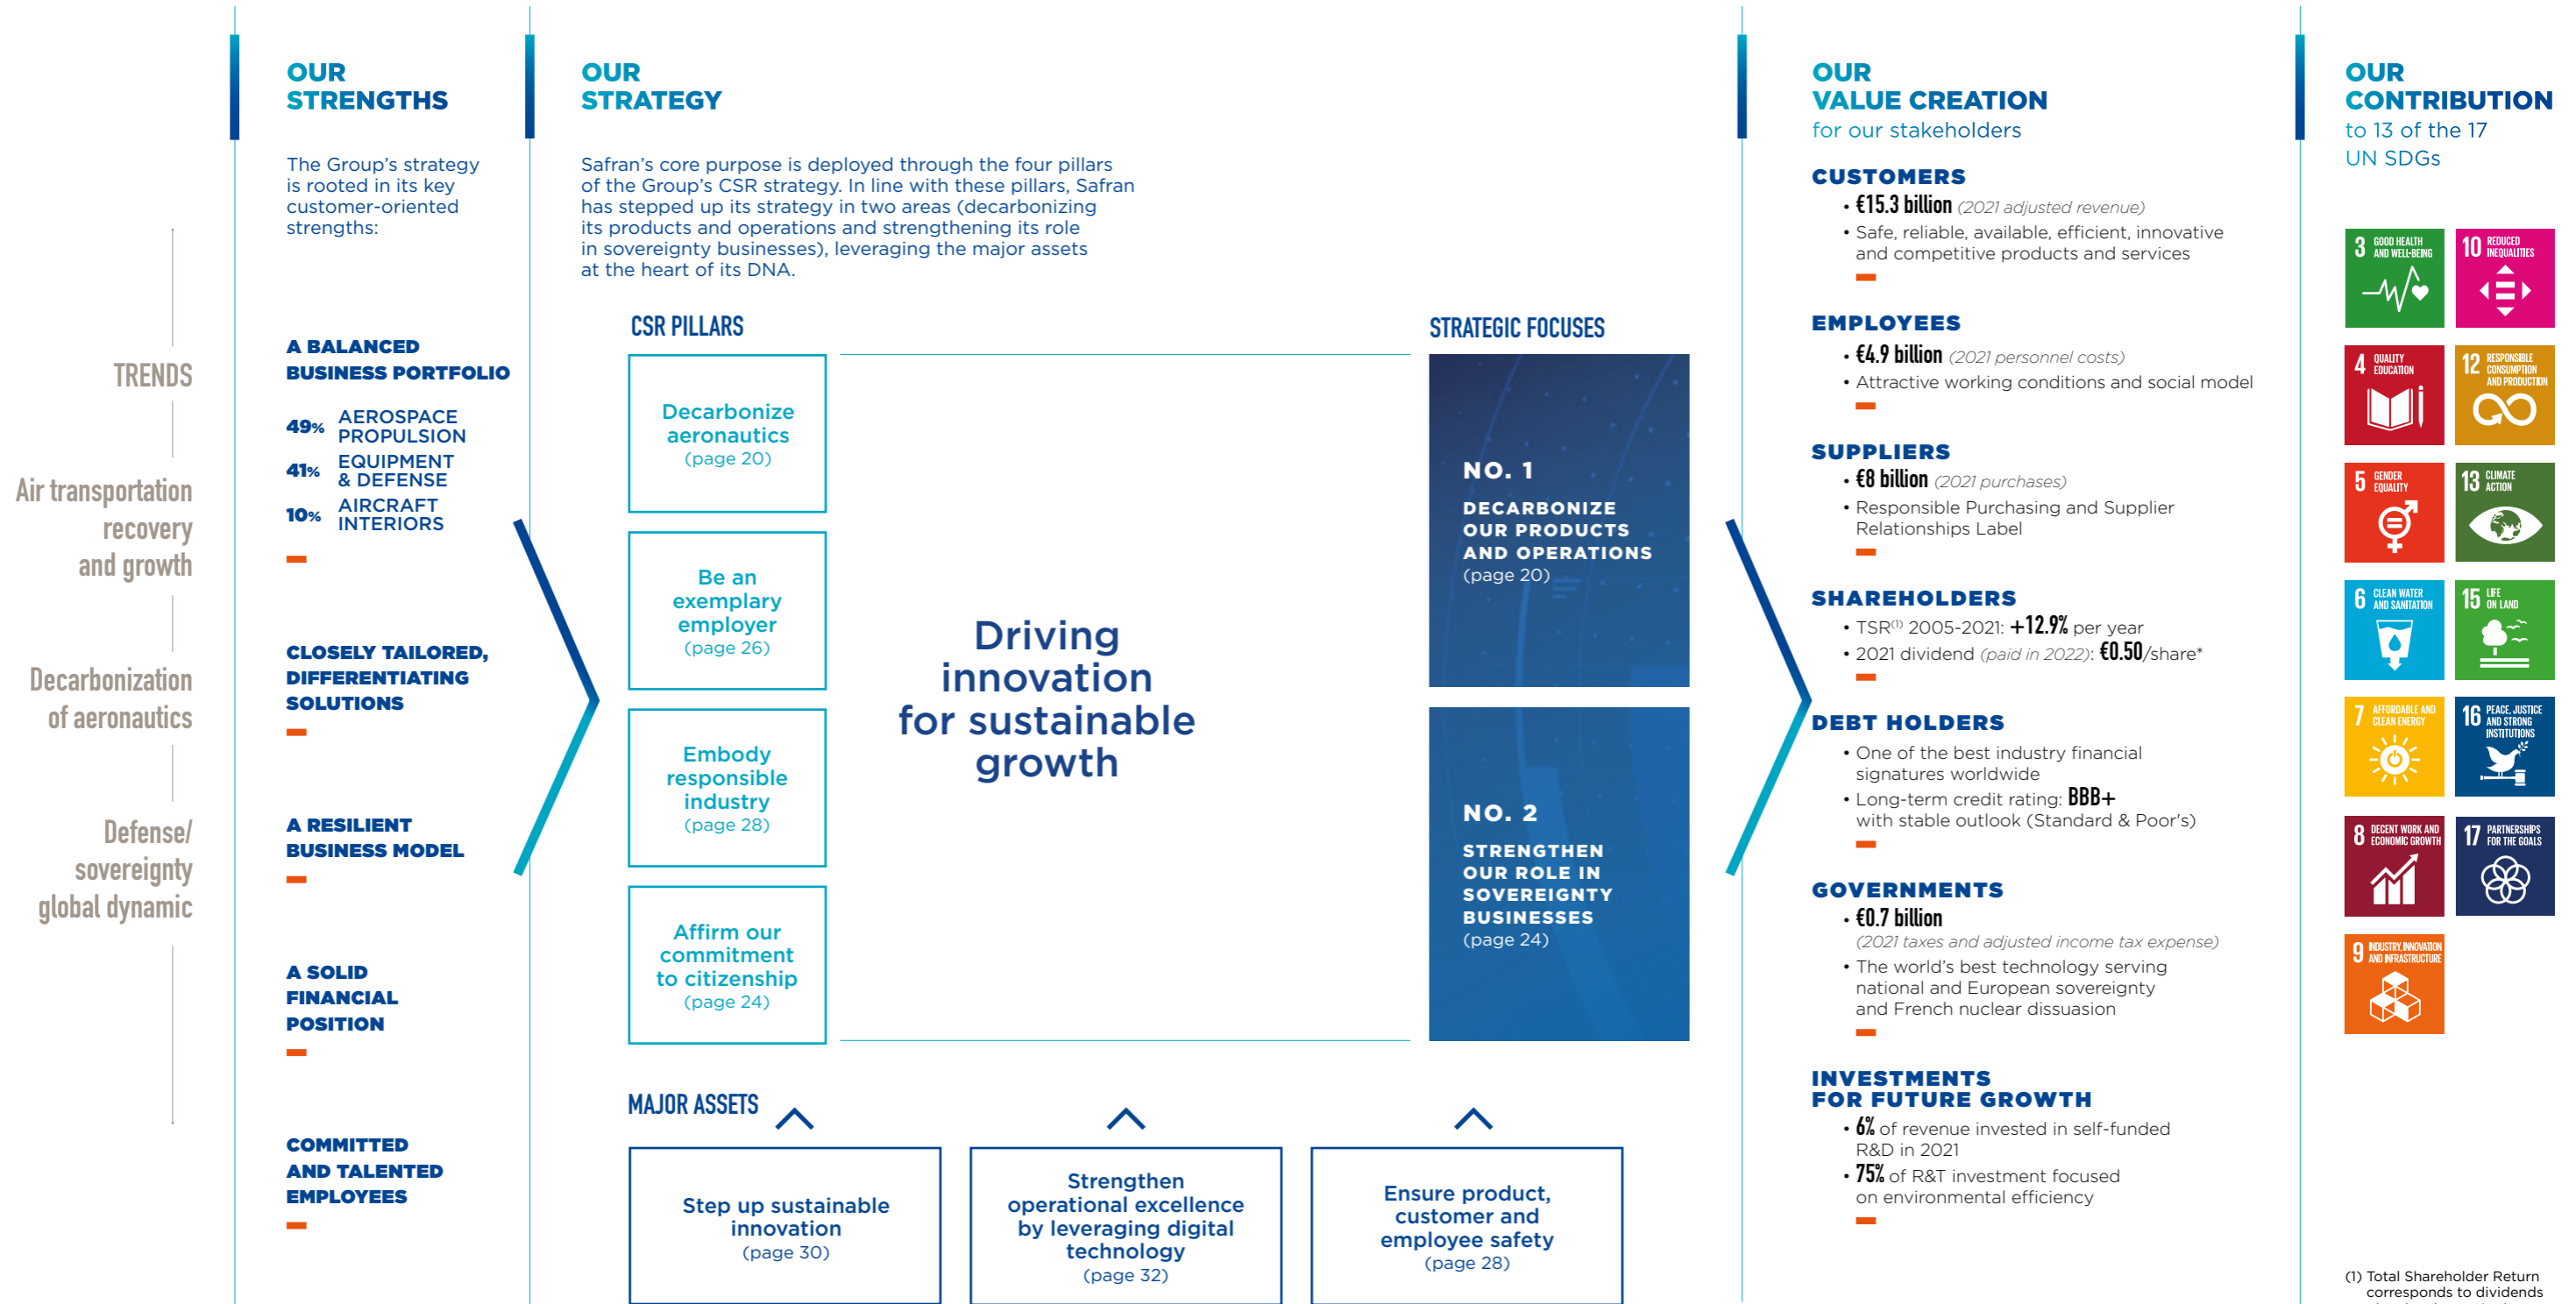 TRENDS
Air transportation
recovery
and growth
Decarbonization
of aeronautics
Defense/
sovereignty
global dynamic
OUR
STRENGTHS
The Group's strategy
is rooted in its key
customer-oriented
strengths:
A BALANCED
BUSINESS PORTFOLIO
49% AEROSPACE
PROPULSION
41% EQUIPMENT
& DEFENSE
10% AIRCRAFT
INTERIORS
CLOSELY TAILORED,
DIFFERENTIATING
SOLUTIONS
A RESILIENT
BUSINESS MODEL
A SOLID
FINANCIAL
POSITION
COMMITTED
AND TALENTED
EMPLOYEES
OUR
STRATEGY
Safran's core purpose is deployed through the four pillars
of the Group's CSR strategy. In line with these pillars, Safran
has stepped up its strategy in two areas (decarbonizing
its products and operations and strengthening its role
in sovereignty businesses), leveraging the major assets
at the heart of its DNA.
CSR PILLARS
Decarbonize
aeronautics
(page 20)
Be an
exemplary
employer
(page 26)
Embody
responsible
industry
(page 28)
Affirm our
commitment
to citizenship
(page 24)
Driving
innovation
for sustainable
growth
STRATEGIC FOCUSES
NO. 1
DECARBONIZE
OUR PRODUCTS
AND OPERATIONS
(page 20)
NO. 2
STRENGTHEN
OUR ROLE IN
SOVEREIGNTY
BUSINESSES
(page 24)
MAJOR ASSETS
Step up sustainable
innovation
(page 30)
Strengthen
operational excellence
by leveraging digital
technology
(page 32)
Ensure product,
customer and
employee safety
(page 28)
OUR
VALUE CREATION
for our stakeholders
CUSTOMERS
• €15.3 billion (2021 adjusted revenue)
• Safe, reliable, available, efficient, innovative
and competitive products and services
EMPLOYEES
• €4.9 billion (2021 personnel costs)
• Attractive working conditions and social model
SUPPLIERS
• €8 billion (2021 purchases)
• Responsible Purchasing and Supplier
Relationships Label
SHAREHOLDERS
• TSR(1) 2005-2021: +12.9% per year
• 2021 dividend (paid in 2022): €0.50/share*
DEBT HOLDERS
• One of the best industry financial
signatures worldwide
• Long-term credit rating: BBB+
with stable outlook (Standard & Poor's)
GOVERNMENTS
• €0.7 billion
(2021 taxes and adjusted income tax expense)
• The world's best technology serving
national and European sovereignty
and French nuclear dissuasion
INVESTMENTS
FOR FUTURE GROWTH
• 6% of revenue invested in self-funded
R&D in 2021
• 75% of R&T investment focused
on environmental efficiency
OUR
CONTRIBUTION
to 13 of the 17
UN SDGs
3 GOOD HEALTH
AND WELL-BEING
10 REDUCED
INEQUALITIES
4 QUALITY
EDUCATION
12 RESPONSIBLE
CONSUMPTION
AND PRODUCTION
5 GENDER
EQUALITY
13 CLIMATE
ACTION
6 CLEAN WATER
AND SANITATION
15 LIFE
ON LAND
7 AFFORDABLE AND
CLEAN ENERGY
16 PEACE, JUSTICE
AND STRONG
INSTITUTIONS
8 DECENT WORK AND
ECONOMIC GROWTH
17 PARTNERSHIPS
FOR THE GOALS
9 INDUSTRY, INNOVATION
AND INFRASTRUCTURE
(1) Total Shareholder Return
corresponds to dividends